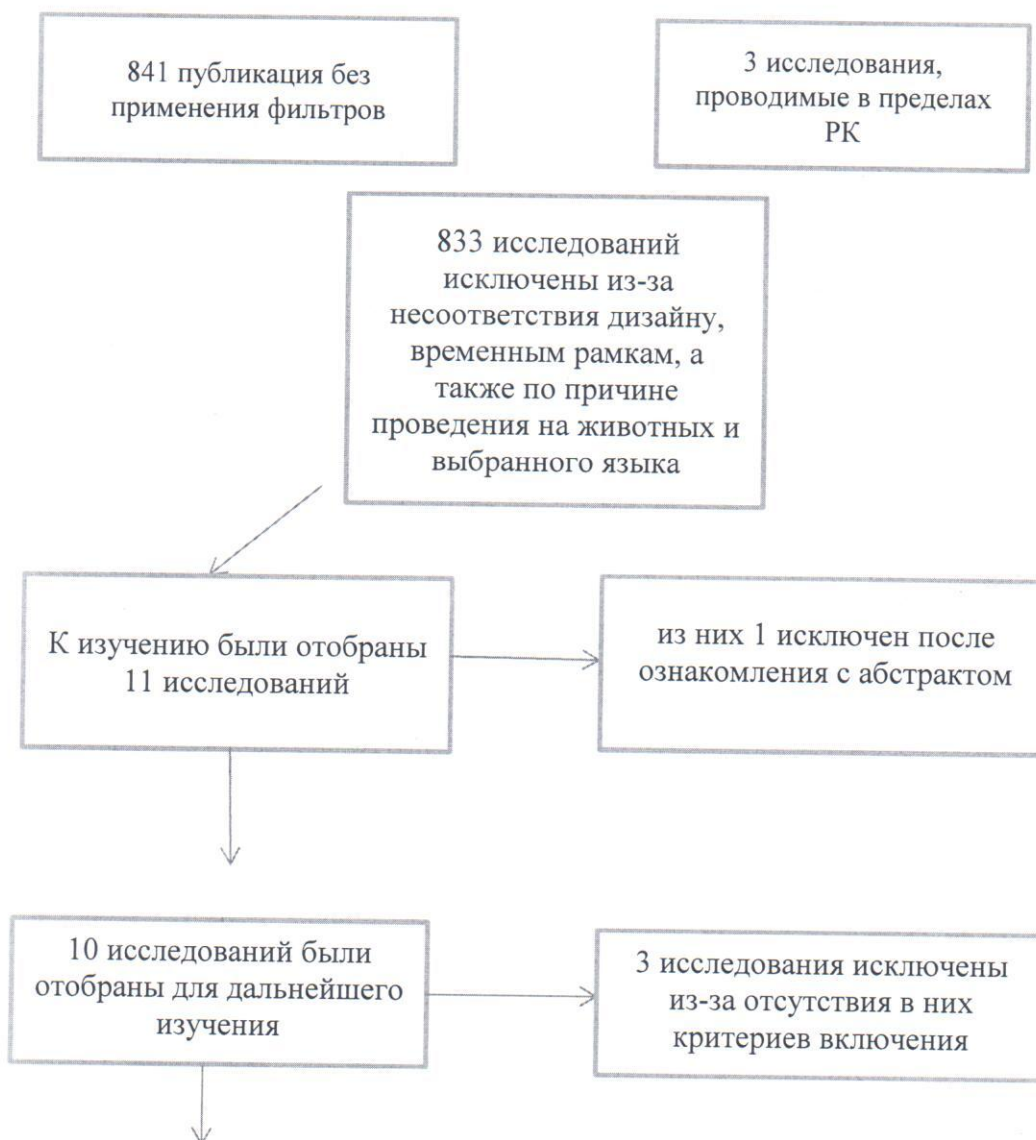 841 публикация без
применения фильтров
3 исследования,
проводимые в пределах
РК
833 исследований
исключены из-за
несоответствия дизайну,
временным рамкам, а
также по причине
проведения на животных и
выбранного языка
К изучению были отобраны
11 исследований
из них 1 исключен после
ознакомления с абстрактом
10 исследований были
отобраны для дальнейшего
изучения
3 исследования исключены
из-за отсутствия в них
критериев включения